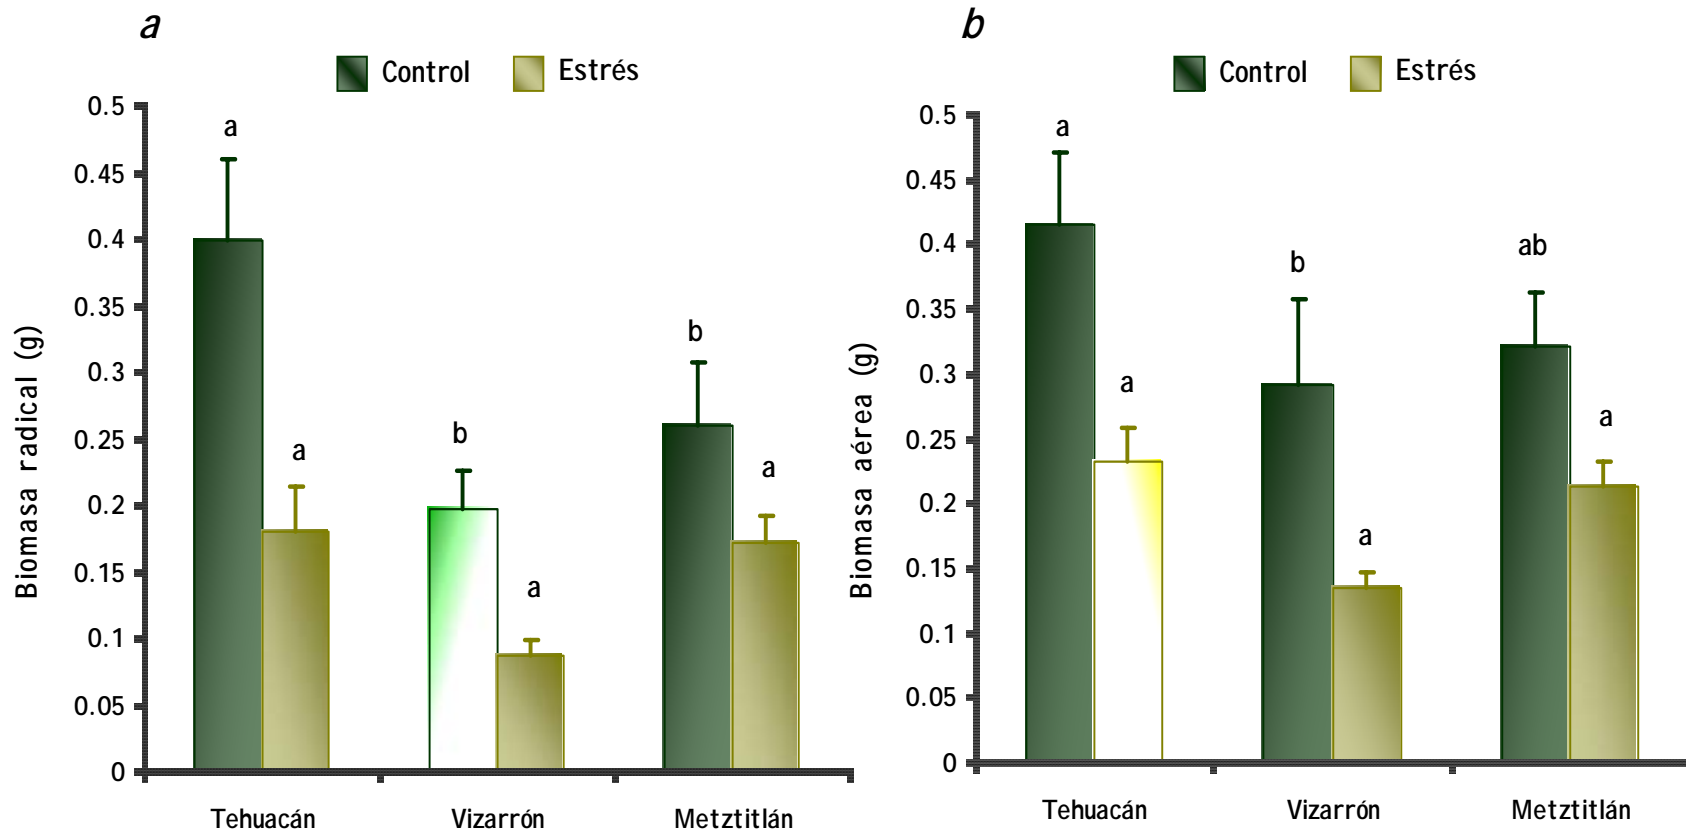 a
Control Estrés
Biomasa radical (g)
0.5
0.45
0.4
0.35
0.3
0.25
0.2
0.15
0.1
0.05
0
a
a
b
a
b
a
Tehuacán Vizarrón Metztitlán
b
Control Estrés
Biomasa aérea (g)
0.5
0.45
0.4
0.35
0.3
0.25
0.2
0.15
0.1
0.05
0
a
a
b
a
ab
a
Tehuacán Vizarrón Metztitlán